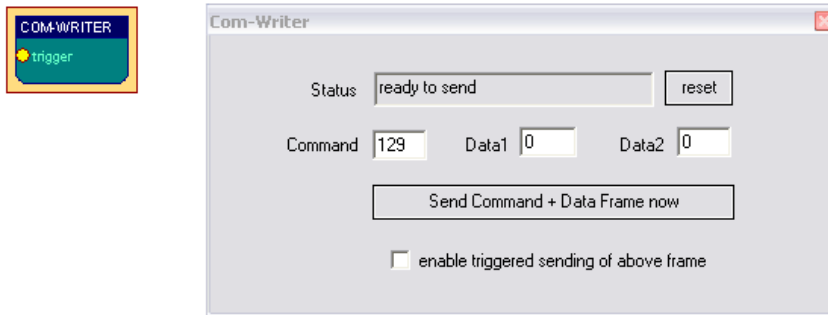 COM-WRITER
trigger
Com-Writer
Status ready to send reset
Command 129 Data1 0 Data2 0
Send Command + Data Frame now
enable triggered sending of above frame